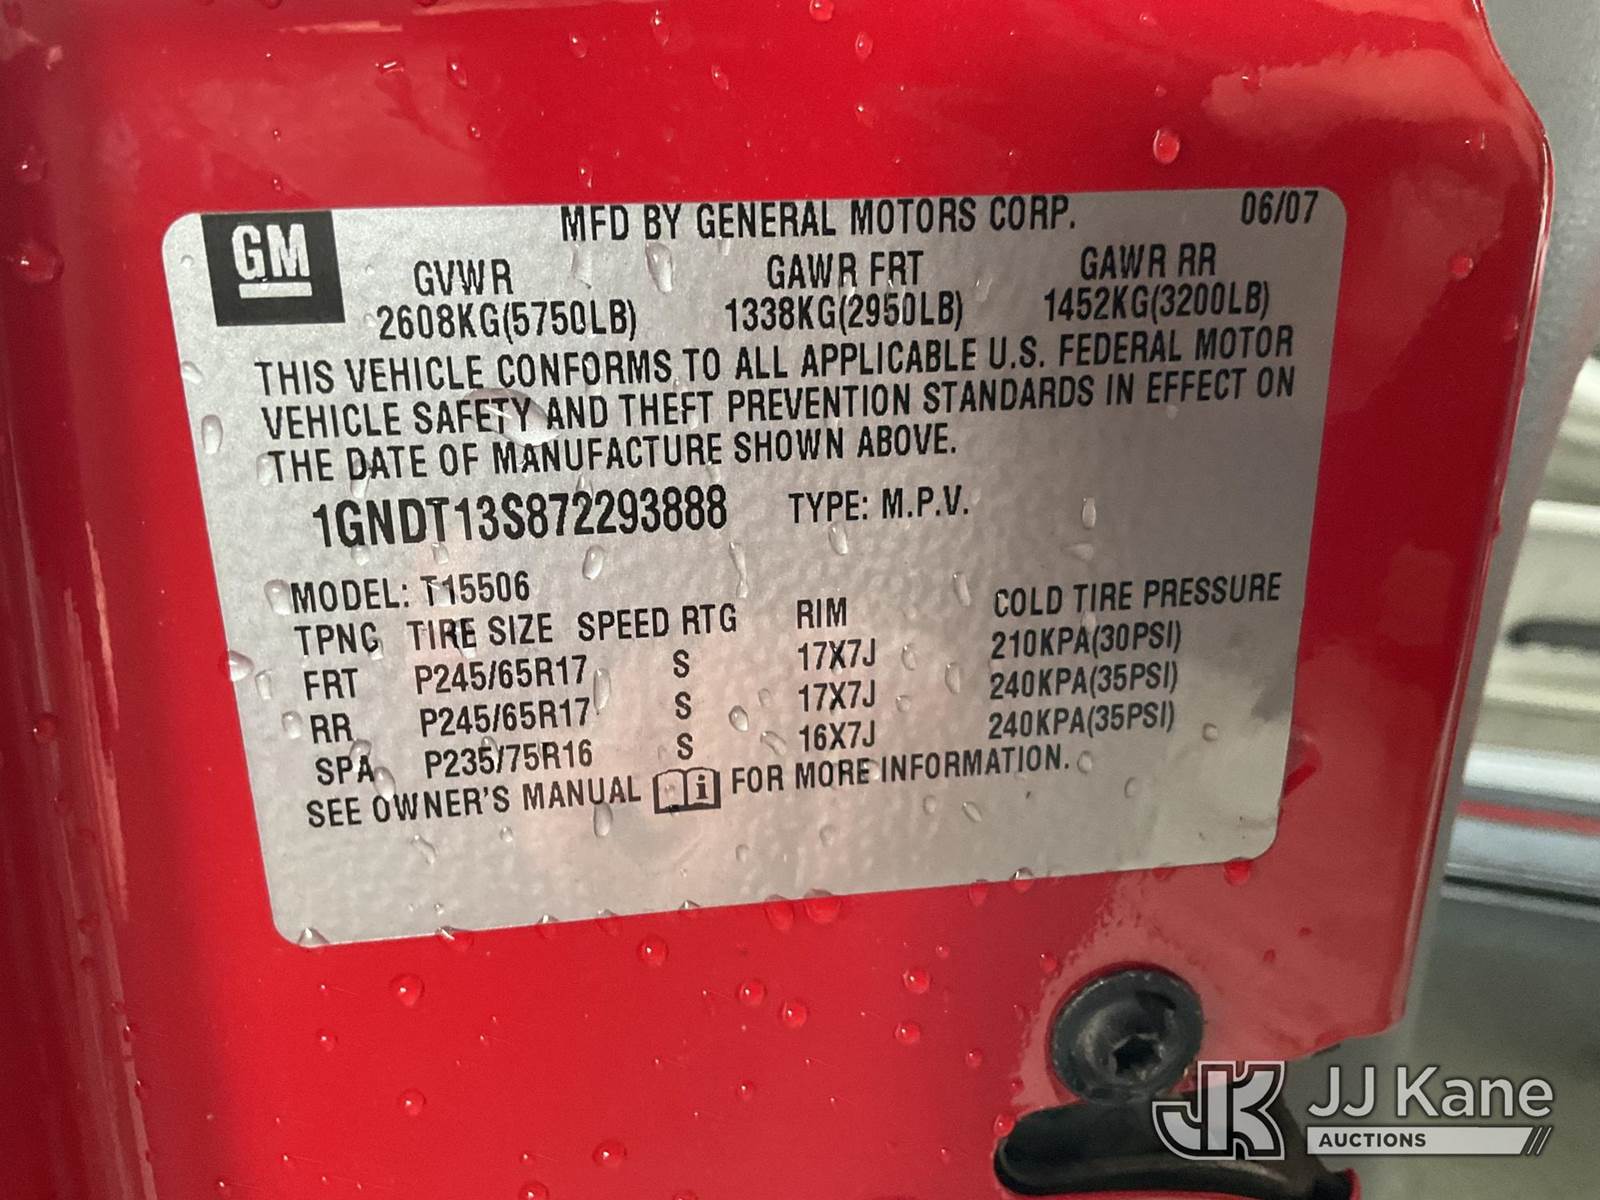 GM
MFD BY GENERAL MOTORS CORP. 06/07
GVWR GAWR FRT GAWR RR
2608KG(5750LB) 1338KG(2950LB) 1452KG(3200LB)
THIS VEHICLE CONFORMS TO ALL APPLICABLE U.S. FEDERAL MOTOR
VEHICLE SAFETY AND THEFT PREVENTION STANDARDS IN EFFECT ON
THE DATE OF MANUFACTURE SHOWN ABOVE.
1GNDT13S872293888 TYPE: M.P.V.
MODEL: T15506
TPNG TIRE SIZE SPEED RTG RIM COLD TIRE PRESSURE
FRT P245/65R17 S 17X7J 210KPA(30PSI)
RR P245/65R17 S 17X7J 240KPA(35PSI)
SPA P235/75R16 S 16X7J 240KPA(35PSI)
SEE OWNER'S MANUAL i FOR MORE INFORMATION.
JK JJ Kane
AUCTIONS